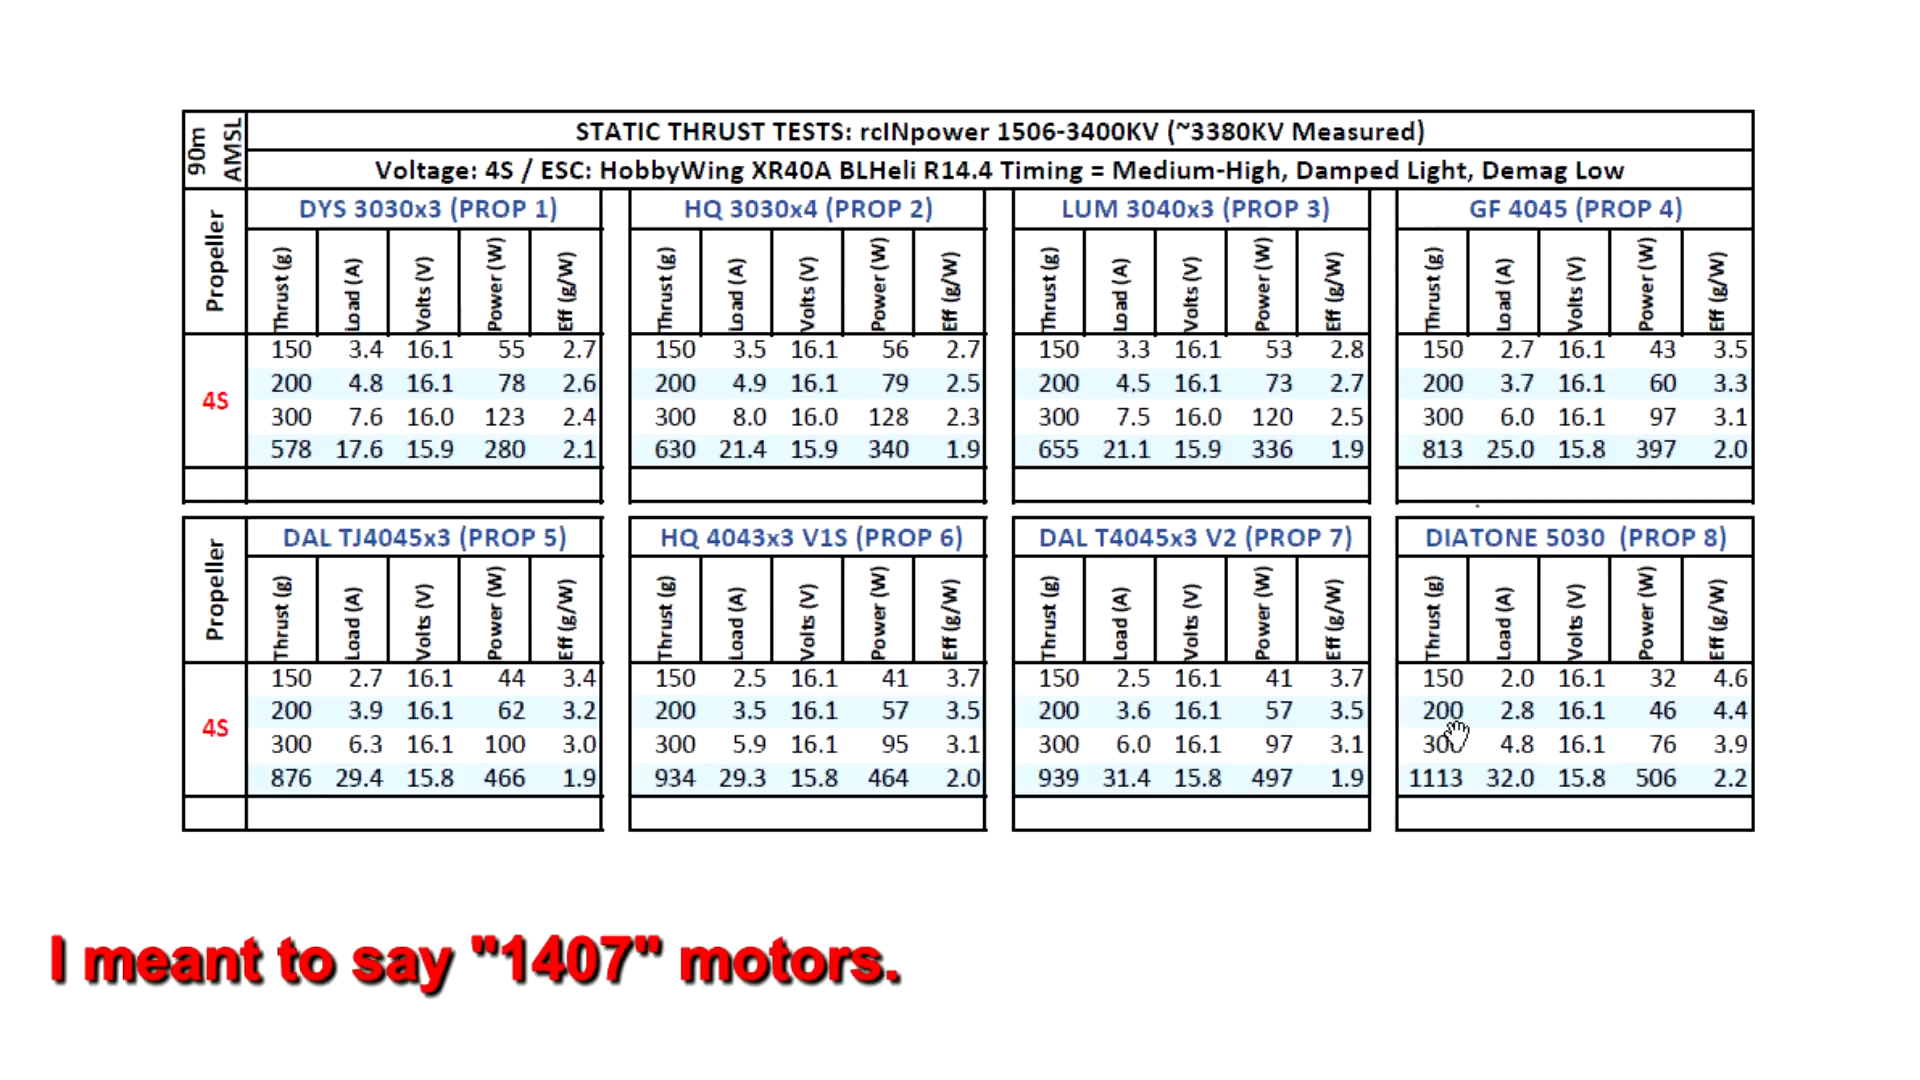 90m AMSL
STATIC THRUST TESTS: rcINpower 1506-3400KV (~3380KV Measured)
Voltage: 4S / ESC: HobbyWing XR40A BLHeli R14.4 Timing = Medium-High, Damped Light, Demag Low
Propeller
DYS 3030x3 (PROP 1) HQ 3030x4 (PROP 2) LUM 3040x3 (PROP 3) GF 4045 (PROP 4)
Thrust (g) Load (A) Volts (V) Power (W) Eff (g/W) Thrust (g) Load (A) Volts (V) Power (W) Eff (g/W) Thrust (g) Load (A) Volts (V) Power (W) Eff (g/W) Thrust (g) Load (A) Volts (V) Power (W) Eff (g/W)
4S
150 3.4 16.1 55 2.7 150 3.5 16.1 56 2.7 150 3.3 16.1 53 2.8 150 2.7 16.1 43 3.5
200 4.8 16.1 78 2.6 200 4.9 16.1 79 2.5 200 4.5 16.1 73 2.7 200 3.7 16.1 60 3.3
300 7.6 16.0 123 2.4 300 8.0 16.0 128 2.3 300 7.5 16.0 120 2.5 300 6.0 16.1 97 3.1
578 17.6 15.9 280 2.1 630 21.4 15.9 340 1.9 655 21.1 15.9 336 1.9 813 25.0 15.8 397 2.0
Propeller
DAL TJ4045x3 (PROP 5) HQ 4043x3 V1S (PROP 6) DAL T4045x3 V2 (PROP 7) DIATONE 5030 (PROP 8)
Thrust (g) Load (A) Volts (V) Power (W) Eff (g/W) Thrust (g) Load (A) Volts (V) Power (W) Eff (g/W) Thrust (g) Load (A) Volts (V) Power (W) Eff (g/W) Thrust (g) Load (A) Volts (V) Power (W) Eff (g/W)
4S
150 2.7 16.1 44 3.4 150 2.5 16.1 41 3.7 150 2.5 16.1 41 3.7 150 2.0 16.1 32 4.6
200 3.9 16.1 62 3.2 200 3.5 16.1 57 3.5 200 3.6 16.1 57 3.5 200 2.8 16.1 46 4.4
300 6.3 16.1 100 3.0 300 5.9 16.1 95 3.1 300 6.0 16.1 97 3.1 300 4.8 16.1 76 3.9
876 29.4 15.8 466 1.9 934 29.3 15.8 464 2.0 939 31.4 15.8 497 1.9 1113 32.0 15.8 506 2.2
I meant to say "1407" motors.